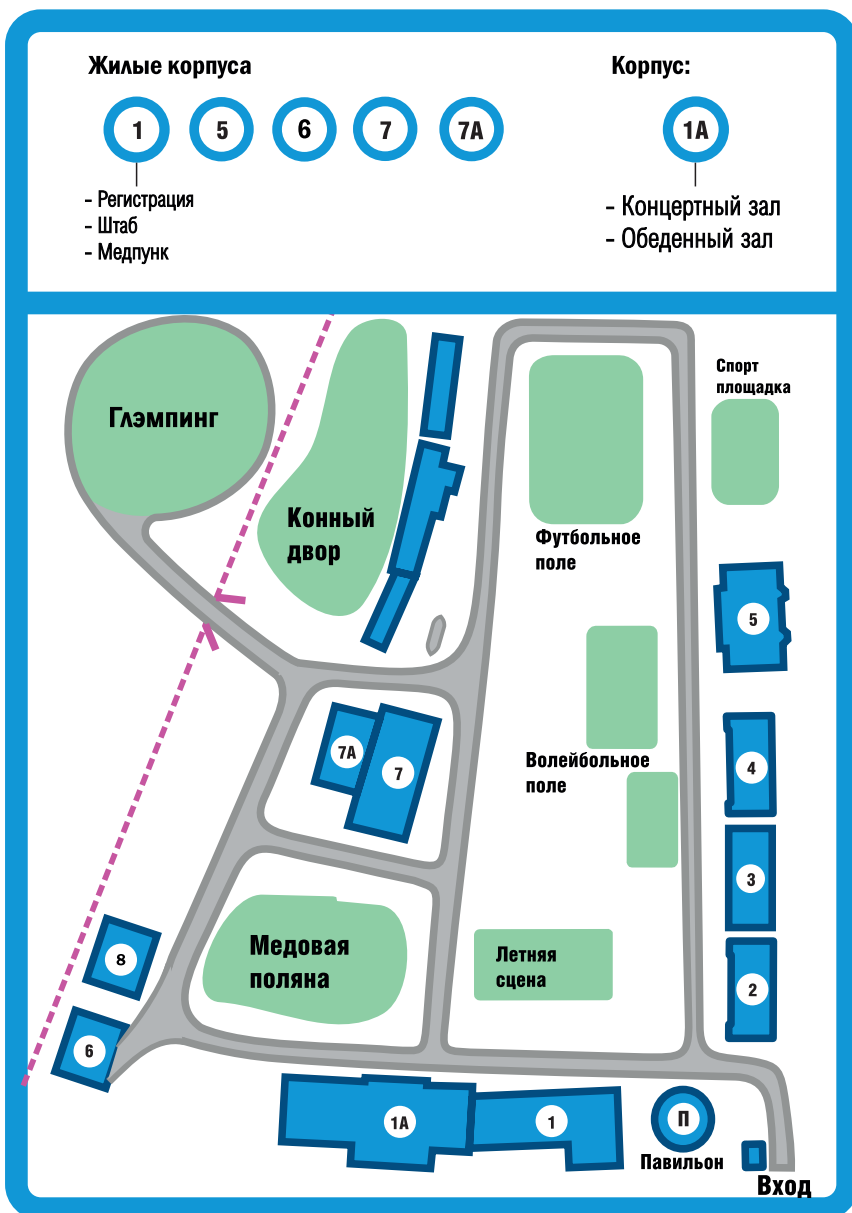 Жилые корпуса
Корпус:
1 5 6 7 7А
1А
- Регистрация
- Штаб
- Медпунк
- Концертный зал
- Обеденный зал
Глэмпинг
Конный
двор
Футбольное
поле
Спорт
площадка
5
7А
7
Волейбольное
поле
4
3
Медовая
поляна
Летняя
сцена
8
2
6
1А
1
П
Павильон
Вход